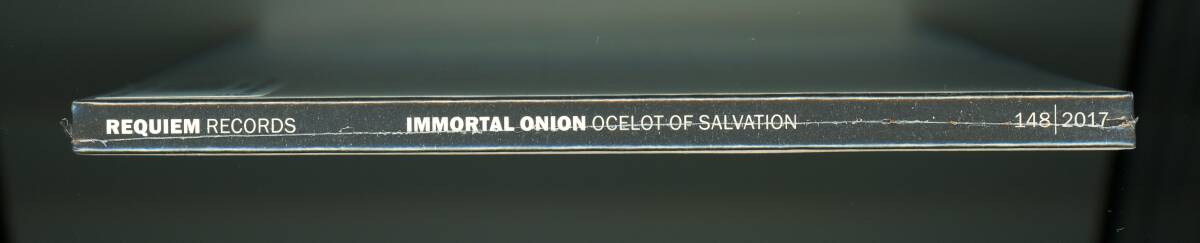 REQUIEM RECORDS IMMORTAL ONION OCELOT OF SALVATION 148|2017